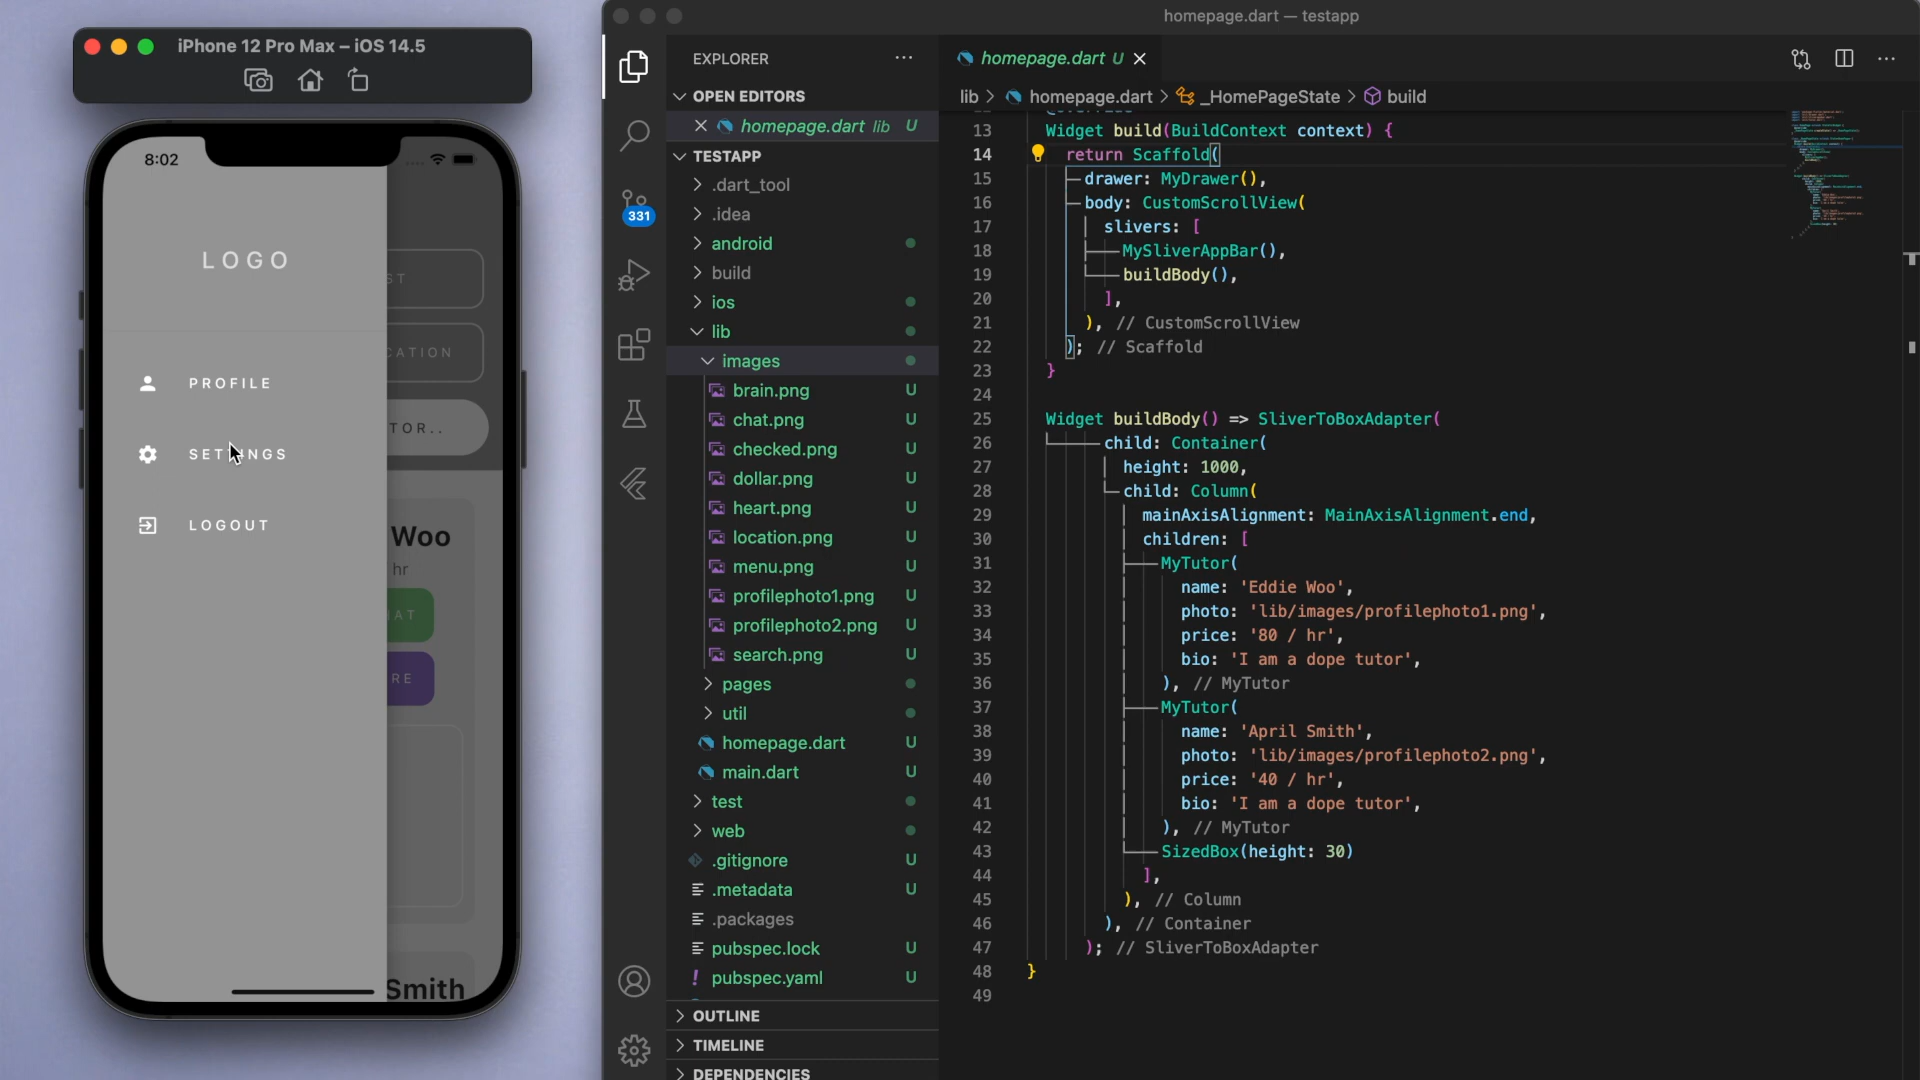 iPhone 12 Pro Max – iOS 14.5
8:02
LOGO
PROFILE
SETTINGS
LOGOUT
ST
CATION
TOR..
Woo
hr
AT
RE
Smith
homepage.dart — testapp
EXPLORER
OPEN EDITORS
homepage.dart lib U
TESTAPP
.dart_tool
.idea
android
build
ios
lib
images
brain.png U
chat.png U
checked.png U
dollar.png U
heart.png U
location.png U
menu.png U
profilephoto1.png U
profilephoto2.png U
search.png U
pages
util
homepage.dart U
main.dart U
test
web
.gitignore U
.metadata U
.packages
pubspec.lock U
pubspec.yaml U
OUTLINE
TIMELINE
DEPENDENCIES
331
homepage.dart U
lib > homepage.dart > _HomePageState > build
13 Widget build(BuildContext context) {
14 return Scaffold(
15 drawer: MyDrawer(),
16 body: CustomScrollView(
17 slivers: [
18 MySliverAppBar(),
19 buildBody(),
20 ],
21 ), // CustomScrollView
22 ); // Scaffold
23 }
24
25 Widget buildBody() => SliverToBoxAdapter(
26 child: Container(
27 height: 1000,
28 child: Column(
29 mainAxisAlignment: MainAxisAlignment.end,
30 children: [
31 MyTutor(
32 name: 'Eddie Woo',
33 photo: 'lib/images/profilephoto1.png',
34 price: '80 / hr',
35 bio: 'I am a dope tutor',
36 ), // MyTutor
37 MyTutor(
38 name: 'April Smith',
39 photo: 'lib/images/profilephoto2.png',
40 price: '40 / hr',
41 bio: 'I am a dope tutor',
42 ), // MyTutor
43 SizedBox(height: 30)
44 ],
45 ), // Column
46 ), // Container
47 ); // SliverToBoxAdapter
48 }
49